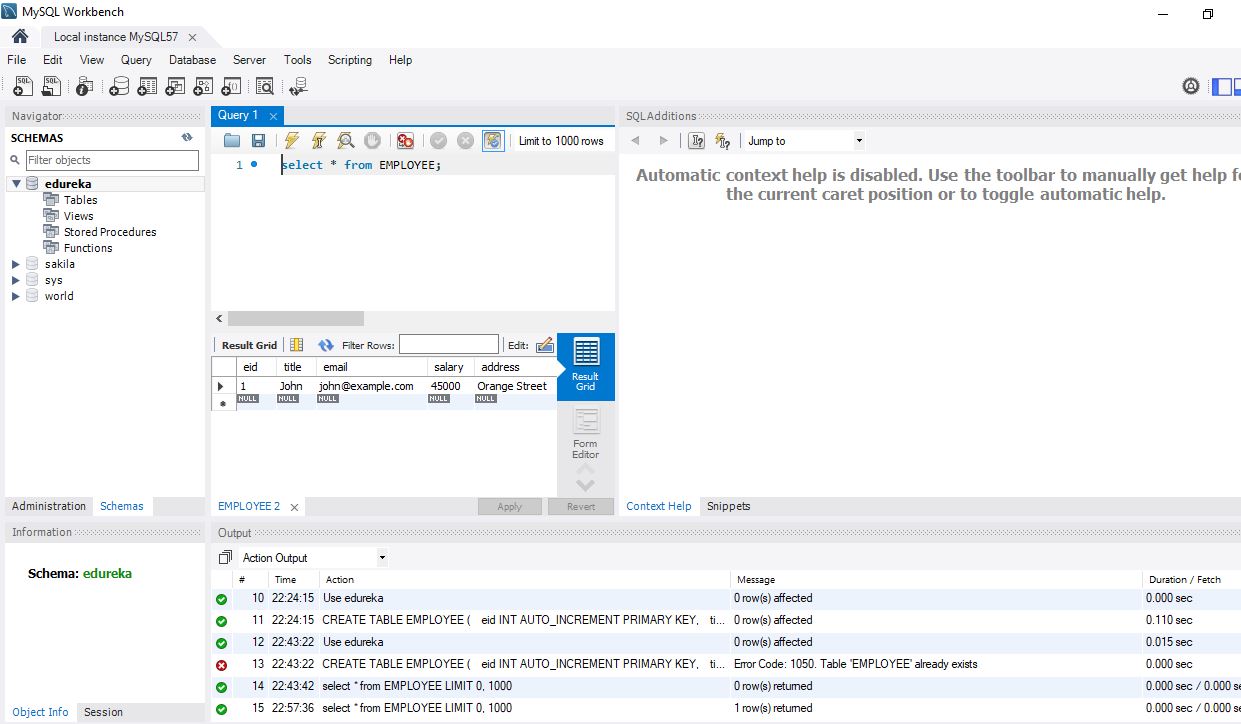 MySQL Workbench
Local instance MySQL57
File Edit View Query Database Server Tools Scripting Help
Navigator
SCHEMAS
Filter objects
edureka
Tables
Views
Stored Procedures
Functions
sakila
sys
world
Administration Schemas
Query 1
Limit to 1000 rows
1 select * from EMPLOYEE;
Result Grid Filter Rows: Edit:
eid title email salary address
1 John john@example.com 45000 Orange Street
NULL NULL NULL NULL NULL
Result
Grid
Form
Editor
EMPLOYEE 2 Apply Revert
SQLAdditions
Jump to
Automatic context help is disabled. Use the toolbar to manually get help fo
the current caret position or to toggle automatic help.
Context Help Snippets
Information
Schema: edureka
Object Info Session
Output
Action Output
# Time Action Message Duration / Fetch
10 22:24:15 Use edureka 0 row(s) affected 0.000 sec
11 22:24:15 CREATE TABLE EMPLOYEE ( eid INT AUTO_INCREMENT PRIMARY KEY, ti... 0 row(s) affected 0.110 sec
12 22:43:22 Use edureka 0 row(s) affected 0.015 sec
13 22:43:22 CREATE TABLE EMPLOYEE ( eid INT AUTO_INCREMENT PRIMARY KEY, ti... Error Code: 1050. Table 'EMPLOYEE' already exists 0.000 sec
14 22:43:42 select * from EMPLOYEE LIMIT 0, 1000 0 row(s) returned 0.000 sec / 0.000 s
15 22:57:36 select * from EMPLOYEE LIMIT 0, 1000 1 row(s) returned 0.000 sec / 0.000 s